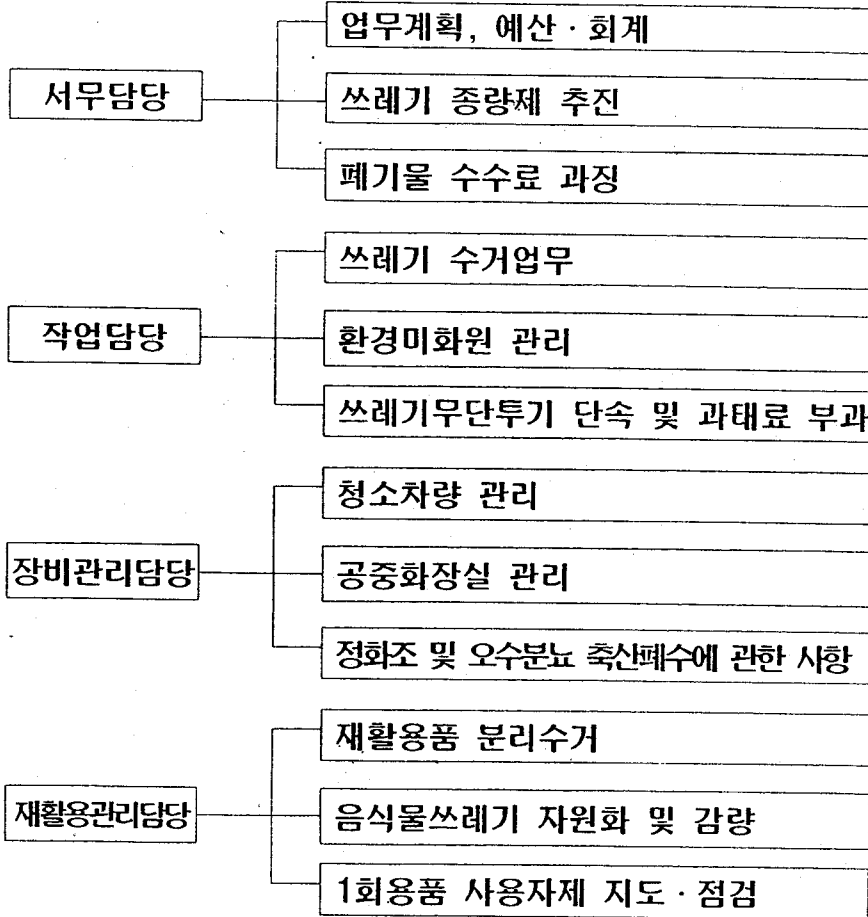 서무담당
업무계획, 예산 · 회계
쓰레기 종량제 추진
폐기물 수수료 과징
작업담당
쓰레기 수거업무
환경미화원 관리
쓰레기무단투기 단속 및 과태료 부과
장비관리담당
청소차량 관리
공중화장실 관리
정화조 및 오수분뇨 축산폐수에 관한 사항
재활용관리담당
재활용품 분리수거
음식물쓰레기 자원화 및 감량
1회용품 사용자제 지도 · 점검